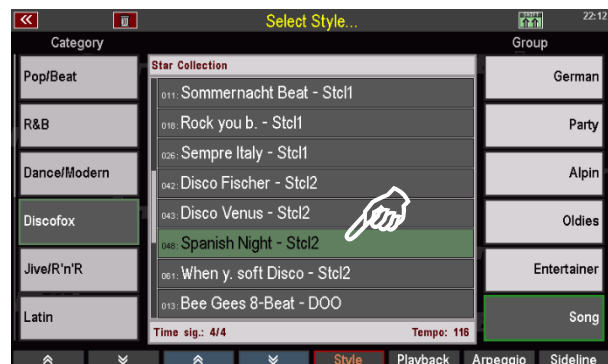 Select Style...
22:12
Category
Group
Pop/Beat
R&B
Dance/Modern
Discofox
Jive/R'n'R
Latin
Star Collection
011: Sommernacht Beat - Stcl1
018: Rock you b. - Stcl1
026: Sempre Italy - Stcl1
042: Disco Fischer - Stcl2
043: Disco Venus - Stcl2
048: Spanish Night - Stcl2
061: When y. soft Disco - Stcl2
013: Bee Gees 8-Beat - DOO
Time sig.: 4/4
Tempo: 116
German
Party
Alpin
Oldies
Entertainer
Song
Style
Playback
Arpeggio
Sideline